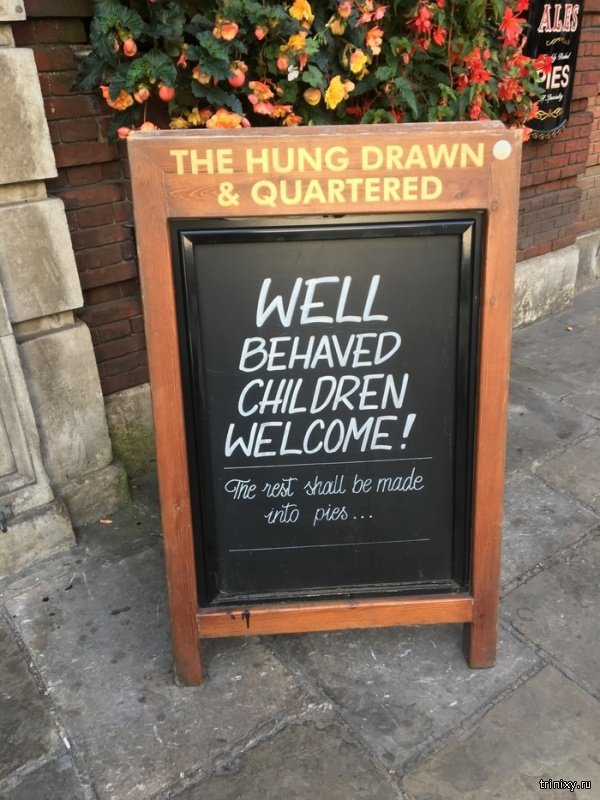 ALES
PIES
THE HUNG DRAWN
& QUARTERED
WELL
BEHAVED
CHILDREN
WELCOME!
The rest shall be made
into pies...
trinixy.ru